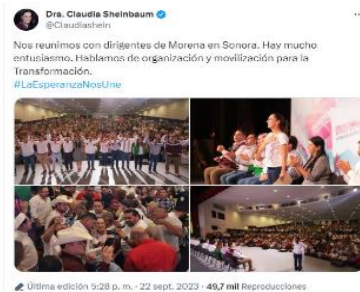 Dra. Claudia Sheinbaum
@Claudiashein
Nos reunimos con dirigentes de Morena en Sonora. Hay mucho
entusiasmo. Hablamos de organización y movilización para la
Transformación.
#LaEsperanzaNosUne
Última edición 5:28 p. m. · 22 sept. 2023 · 49,7 mil Reproducciones